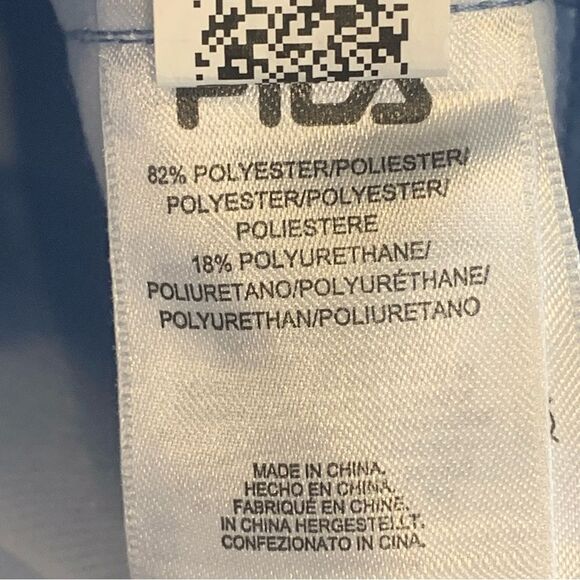 FILA
82% POLYESTER/POLIESTER/
POLYESTER/POLYESTER/
POLIESTERE
18% POLYURETHANE/
POLIURETANO/POLYURÉTHANE/
POLYURETHAN/POLIURETANO
MADE IN CHINA.
HECHO EN CHINA.
FABRIQUÉ EN CHINE.
IN CHINA HERGESTELLT.
CONFEZIONATO IN CINA.